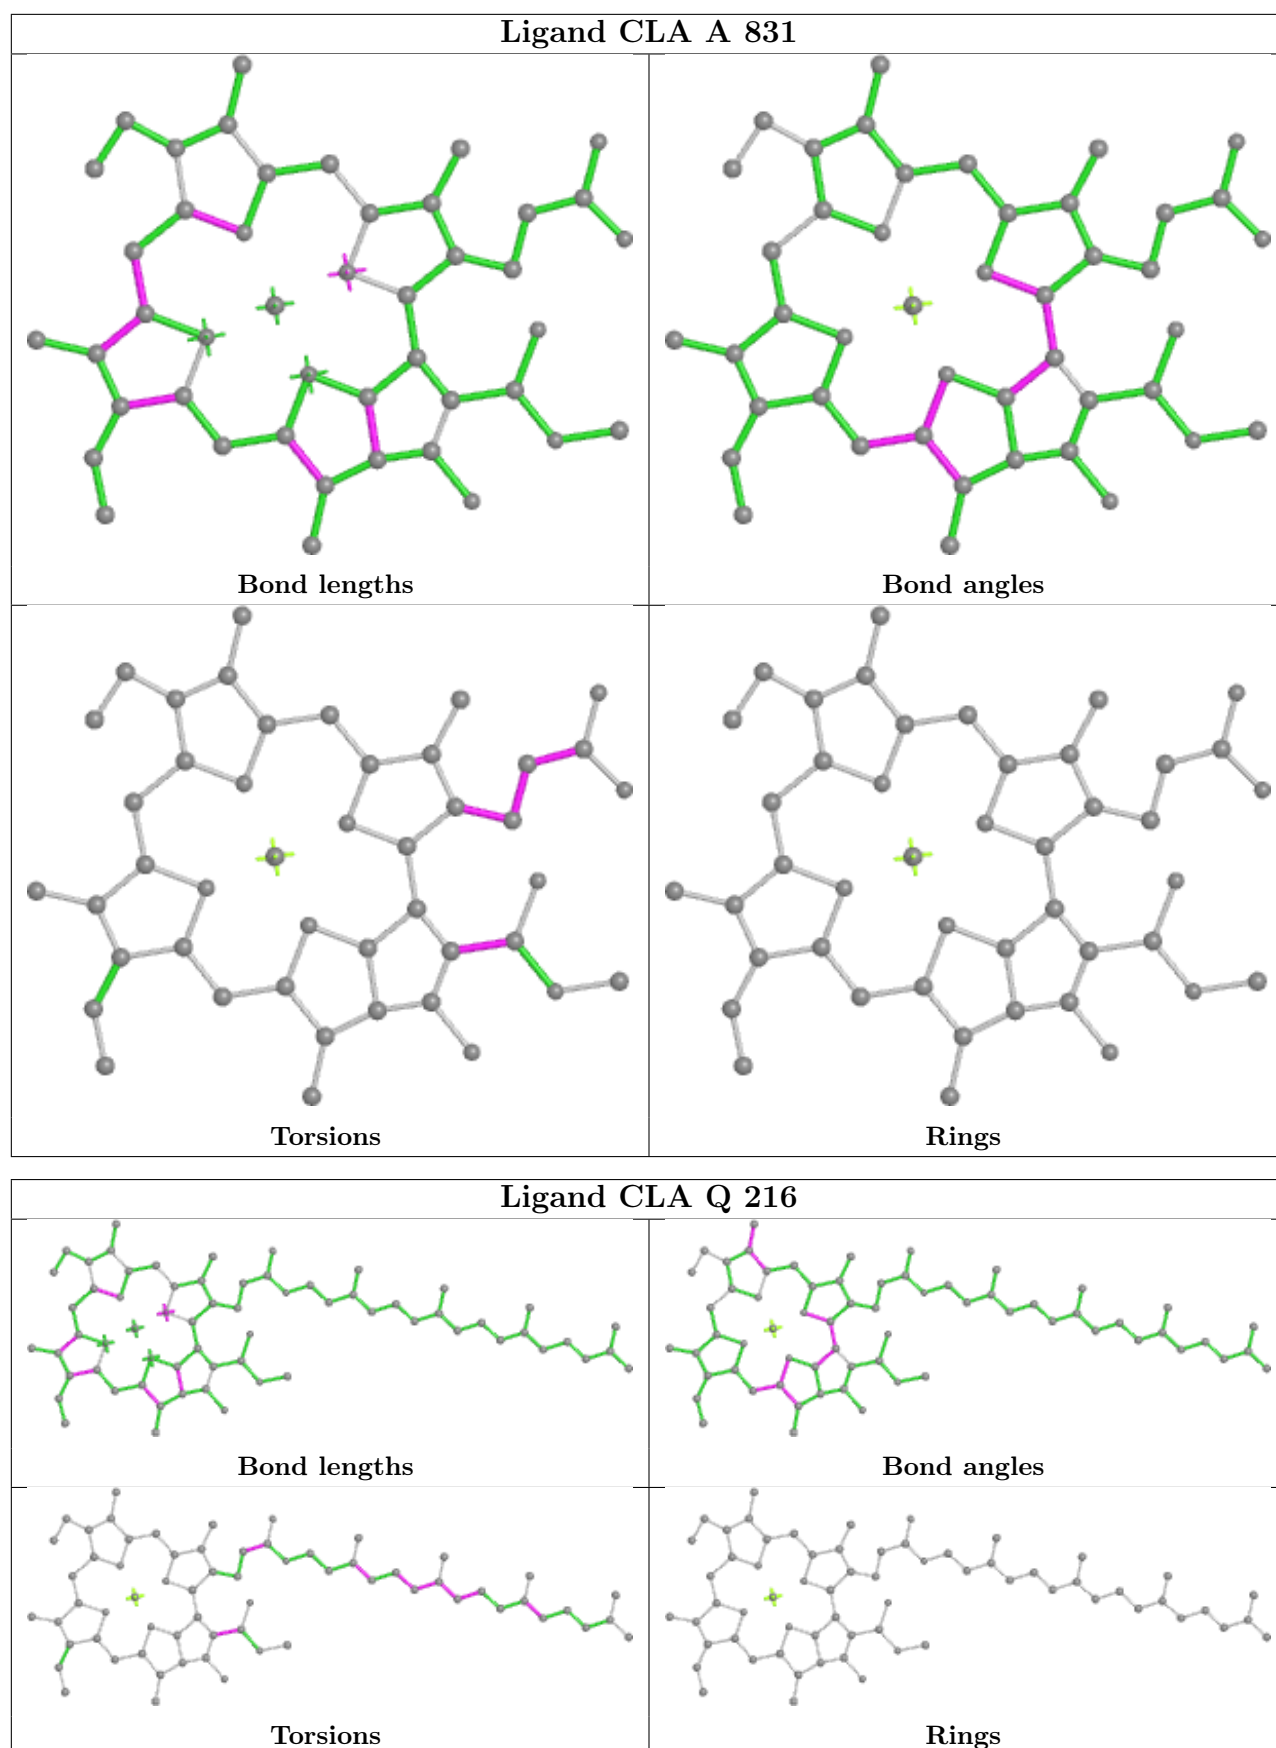 Ligand CLA A 831
Bond lengths
Bond angles
Torsions
Rings
Ligand CLA Q 216
Bond lengths
Bond angles
Torsions
Rings